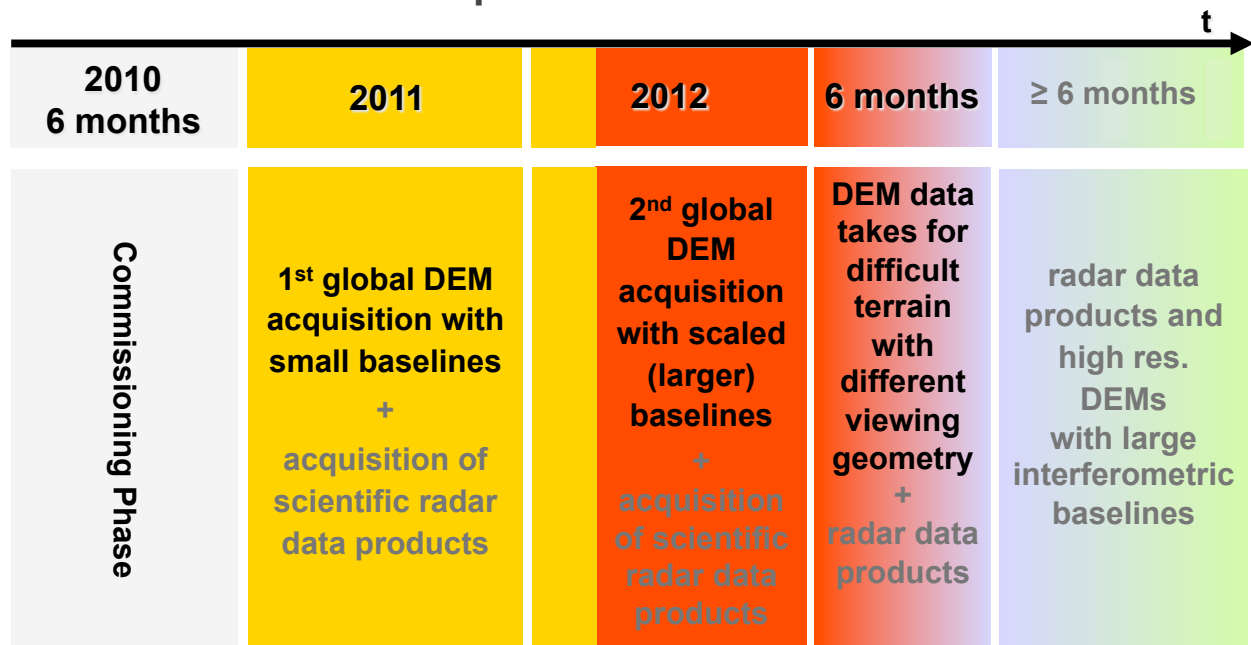 t
2010
6 months
2011
2012
6 months
≥ 6 months
Commissioning Phase
1st global DEM
acquisition with
small baselines
+
acquisition of
scientific radar
data products
2nd global
DEM
acquisition
with scaled
(larger)
baselines
+
acquisition
of scientific
radar data
products
DEM data
takes for
difficult
terrain
with
different
viewing
geometry
+
radar data
products
radar data
products and
high res.
DEMs
with large
interferometric
baselines